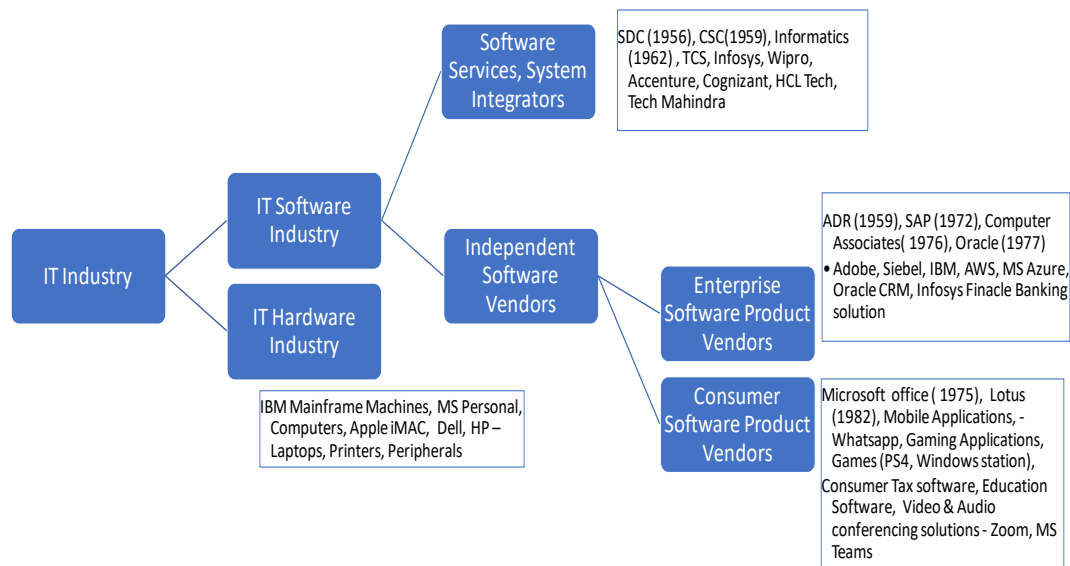 Software
Services, System
Integrators
SDC (1956), CSC(1959), Informatics
(1962) , TCS, Infosys, Wipro,
Accenture, Cognizant, HCL Tech,
Tech Mahindra
IT Software
Industry
IT Industry
Independent
Software
Vendors
ADR (1959), SAP (1972), Computer
Associates( 1976), Oracle (1977)
• Adobe, Siebel, IBM, AWS, MS Azure,
Oracle CRM, Infosys Finacle Banking
solution
Enterprise
Software Product
Vendors
IT Hardware
Industry
IBM Mainframe Machines, MS Personal,
Computers, Apple iMAC, Dell, HP –
Laptops, Printers, Peripherals
Consumer
Software Product
Vendors
Microsoft office ( 1975), Lotus
(1982), Mobile Applications, -
Whatsapp, Gaming Applications,
Games (PS4, Windows station),
Consumer Tax software, Education
Software, Video & Audio
conferencing solutions - Zoom, MS
Teams